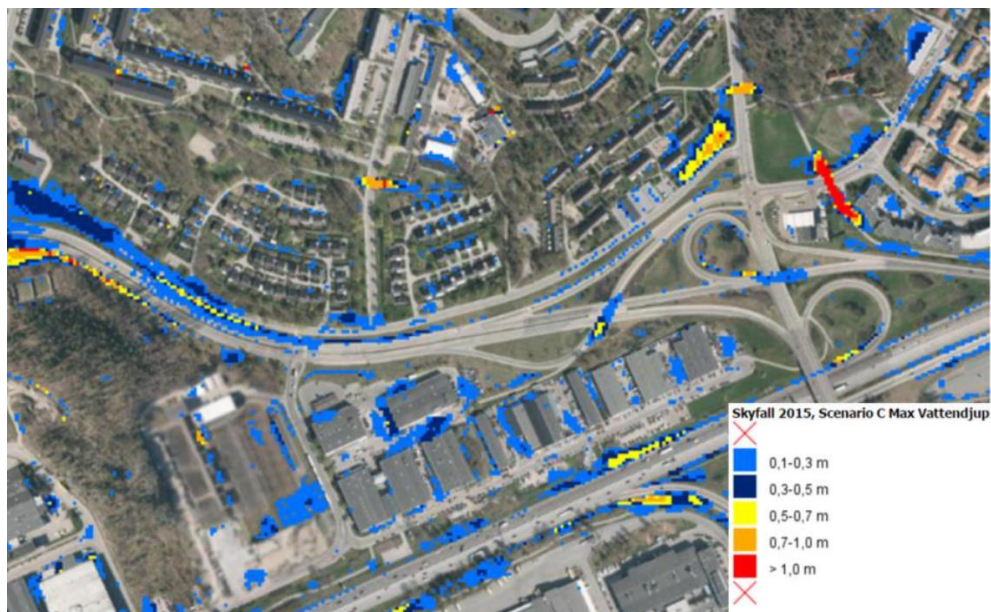 Skyfall 2015, Scenario C Max Vattendjup
0,1-0,3 m
0,3-0,5 m
0,5-0,7 m
0,7-1,0 m
> 1,0 m